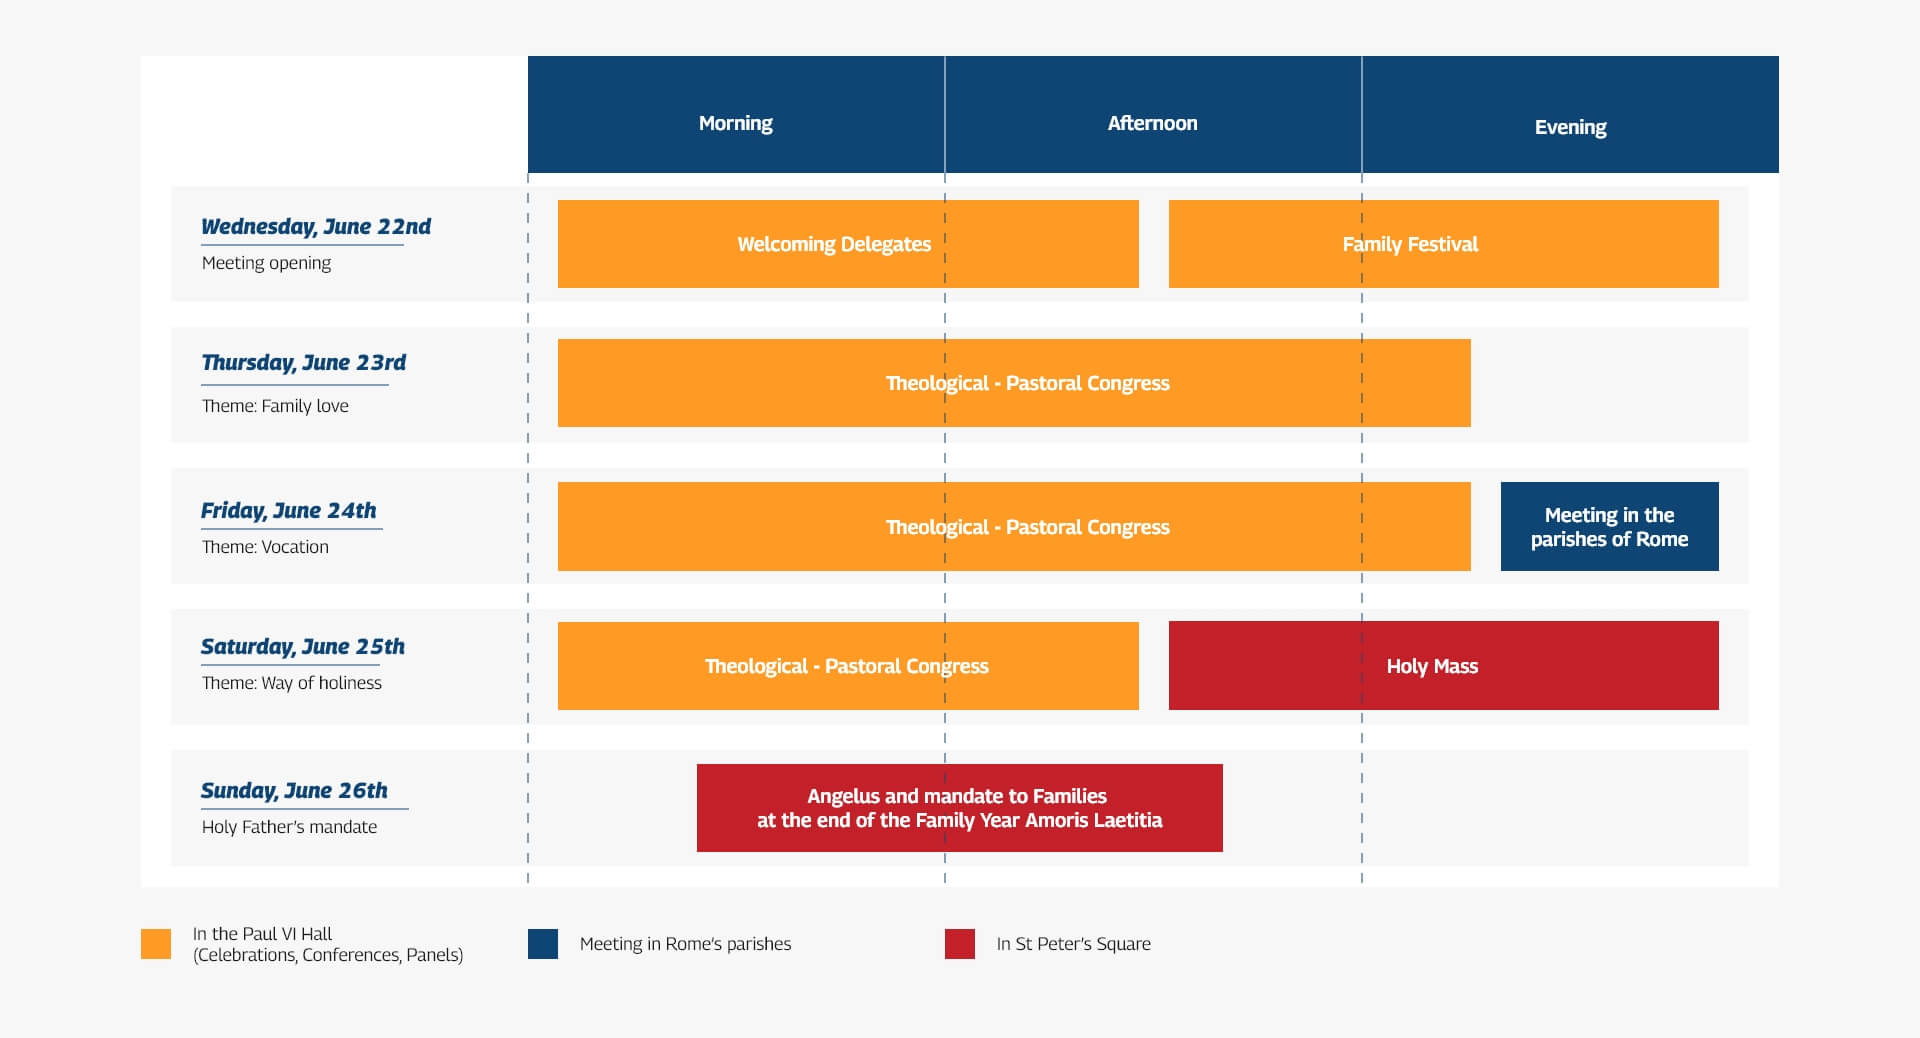 Morning
Afternoon
Evening
Wednesday, June 22nd
Meeting opening
Welcoming Delegates
Family Festival
Thursday, June 23rd
Theme: Family love
Theological - Pastoral Congress
Friday, June 24th
Theme: Vocation
Theological - Pastoral Congress
Meeting in the
parishes of Rome
Saturday, June 25th
Theme: Way of holiness
Theological - Pastoral Congress
Holy Mass
Sunday, June 26th
Holy Father's mandate
Angelus and mandate to Families
at the end of the Family Year Amoris Laetitia
In the Paul VI Hall
(Celebrations, Conferences, Panels)
Meeting in Rome's parishes
In St Peter's Square